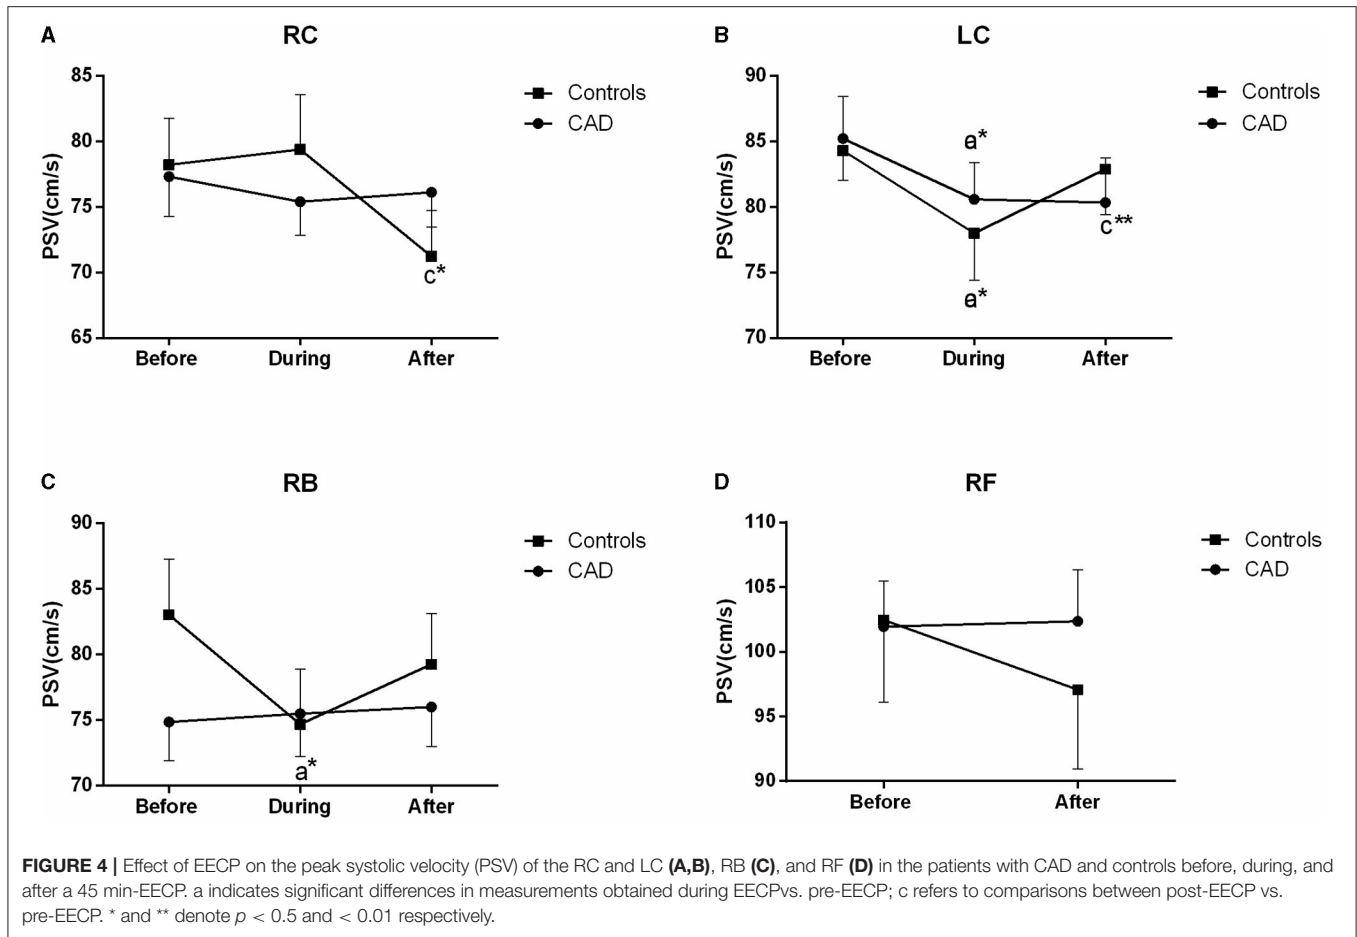 A
RC
85
80
75
70
65
PSV(cm/s)
Controls
CAD
c*
Before During After
B
LC
90
85
80
75
70
PSV(cm/s)
Controls
CAD
a*
c**
a*
Before During After
C
RB
90
85
80
75
70
PSV(cm/s)
Controls
CAD
a*
Before During After
D
RF
110
105
100
95
90
PSV(cm/s)
Controls
CAD
Before After
FIGURE 4 | Effect of EECP on the peak systolic velocity (PSV) of the RC and LC (A,B), RB (C), and RF (D) in the patients with CAD and controls before, during, and
after a 45 min-EECP. a indicates significant differences in measurements obtained during EECPvs. pre-EECP; c refers to comparisons between post-EECP vs.
pre-EECP. * and ** denote p < 0.5 and < 0.01 respectively.